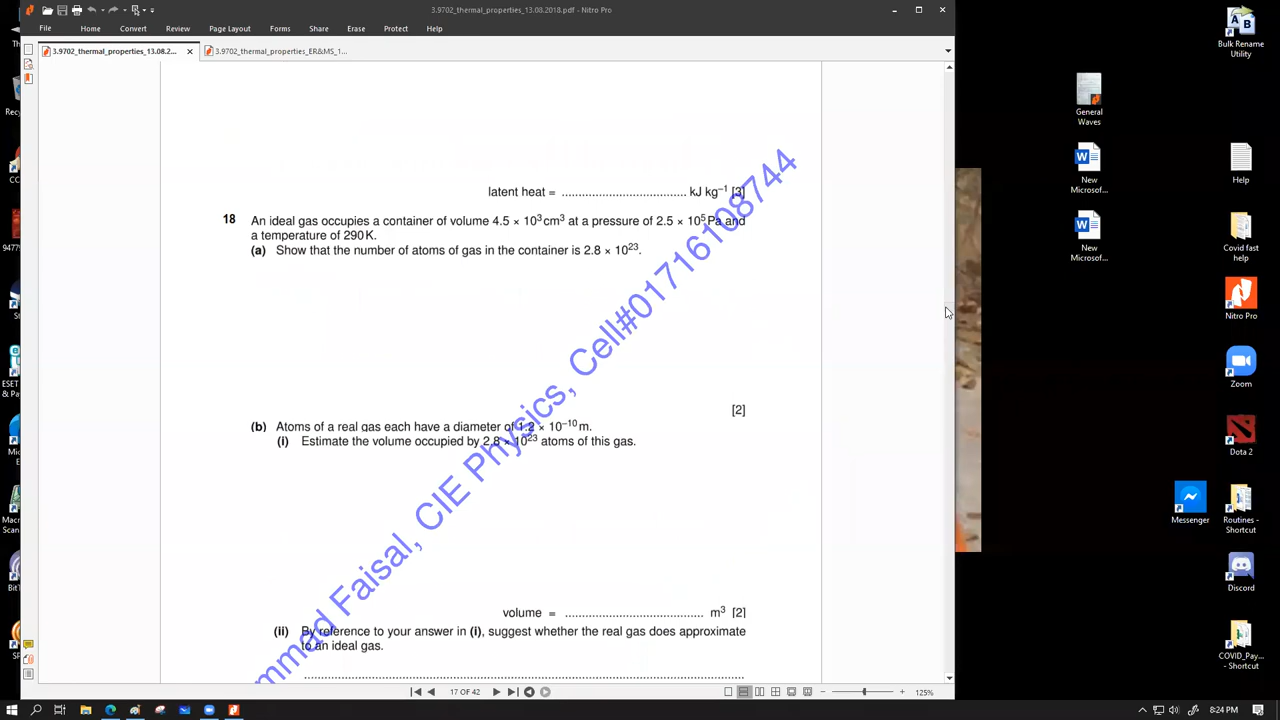 3.9702_thermal_properties_13.08.2018.pdf - Nitro Pro
File Home Convert Review Page Layout Forms Share Erase Protect Help
3.9702_thermal_properties_13.08.2... 3.9702_thermal_properties_ER&MS_1...
latent heat = ..................................... kJ kg⁻¹ [3]
18 An ideal gas occupies a container of volume 4.5 × 10³cm³ at a pressure of 2.5 × 10⁵Pa and
a temperature of 290K.
(a) Show that the number of atoms of gas in the container is 2.8 × 10²³.
[2]
(b) Atoms of a real gas each have a diameter of 1.2 × 10⁻¹⁰m.
(i) Estimate the volume occupied by 2.8 × 10²³ atoms of this gas.
volume = ......................................... m³ [2]
(ii) By reference to your answer in (i), suggest whether the real gas does approximate
to an ideal gas.
mmad Faisal, CIE Physics, Cell#01716108744
17 OF 42
125%
Bulk Rename
Utility
General
Waves
New
Microsof...
Help
New
Microsof...
Covid fast
help
Nitro Pro
Zoom
Dota 2
Messenger
Routines -
Shortcut
Discord
COVID_Pay...
- Shortcut
9477
ESET
8:24 PM